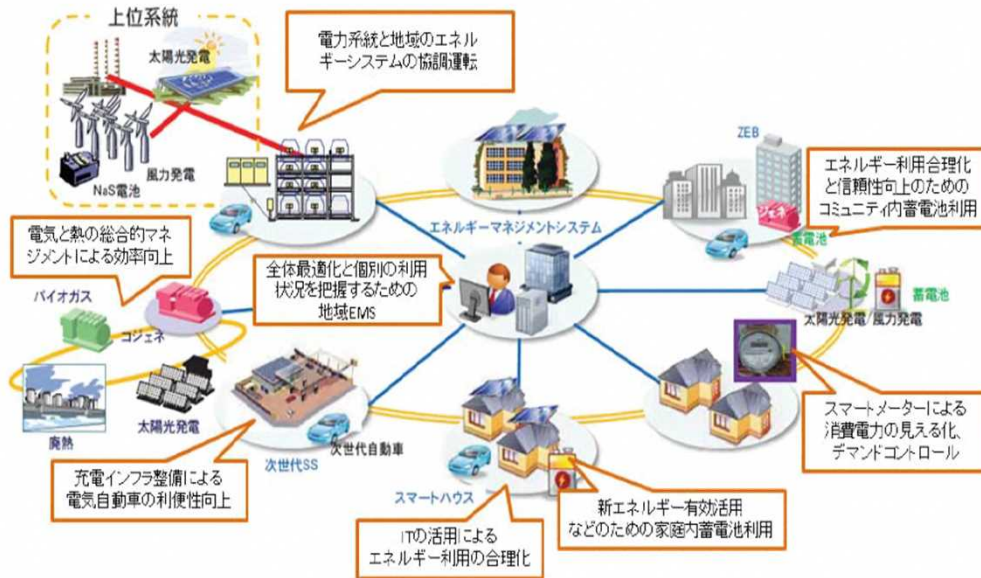 上位系統
太陽光発電
風力発電
NaS電池
電力系統と地域のエネル
ギーシステムの協調運転
ZEB
エネルギー利用合理化
と信頼性向上のための
コミュニティ内蓄電池利用
ジェネ
蓄電池
エネルギーマネジメントシステム
電気と熱の総合的マネ
ジメントによる効率向上
全体最適化と個別の利用
状況を把握するための
地域EMS
バイオガス
コジェネ
蓄電池
太陽光発電/風力発電
廃熱
太陽光発電
次世代SS
次世代自動車
スマートメーターによる
消費電力の見える化、
デマンドコントロール
充電インフラ整備による
電気自動車の利便性向上
スマートハウス
ITの活用による
エネルギー利用の合理化
新エネルギー有効活用
などのための家庭内蓄電池利用